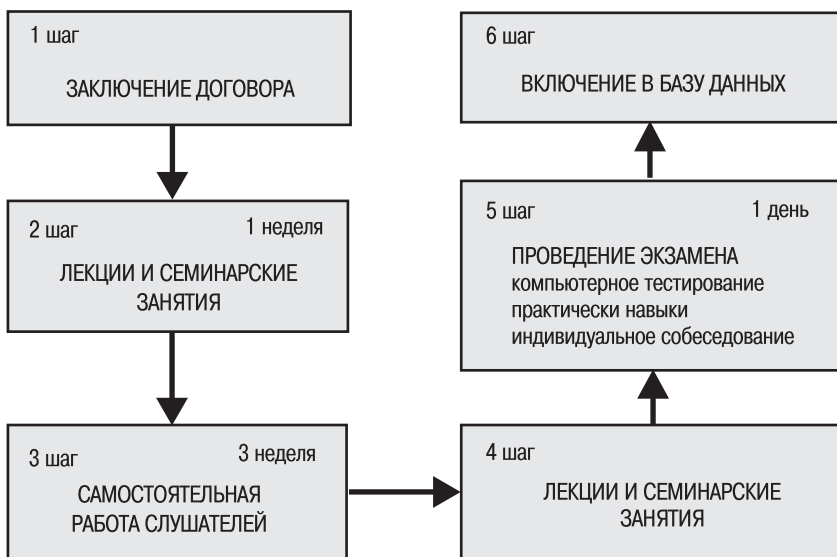 1 шаг
ЗАКЛЮЧЕНИЕ ДОГОВОРА
2 шаг 1 неделя
ЛЕКЦИИ И СЕМИНАРСКИЕ
ЗАНЯТИЯ
3 шаг 3 неделя
САМОСТОЯТЕЛЬНАЯ
РАБОТА СЛУШАТЕЛЕЙ
4 шаг
ЛЕКЦИИ И СЕМИНАРСКИЕ
ЗАНЯТИЯ
5 шаг 1 день
ПРОВЕДЕНИЕ ЭКЗАМЕНА
компьютерное тестирование
практически навыки
индивидуальное собеседование
6 шаг
ВКЛЮЧЕНИЕ В БАЗУ ДАННЫХ